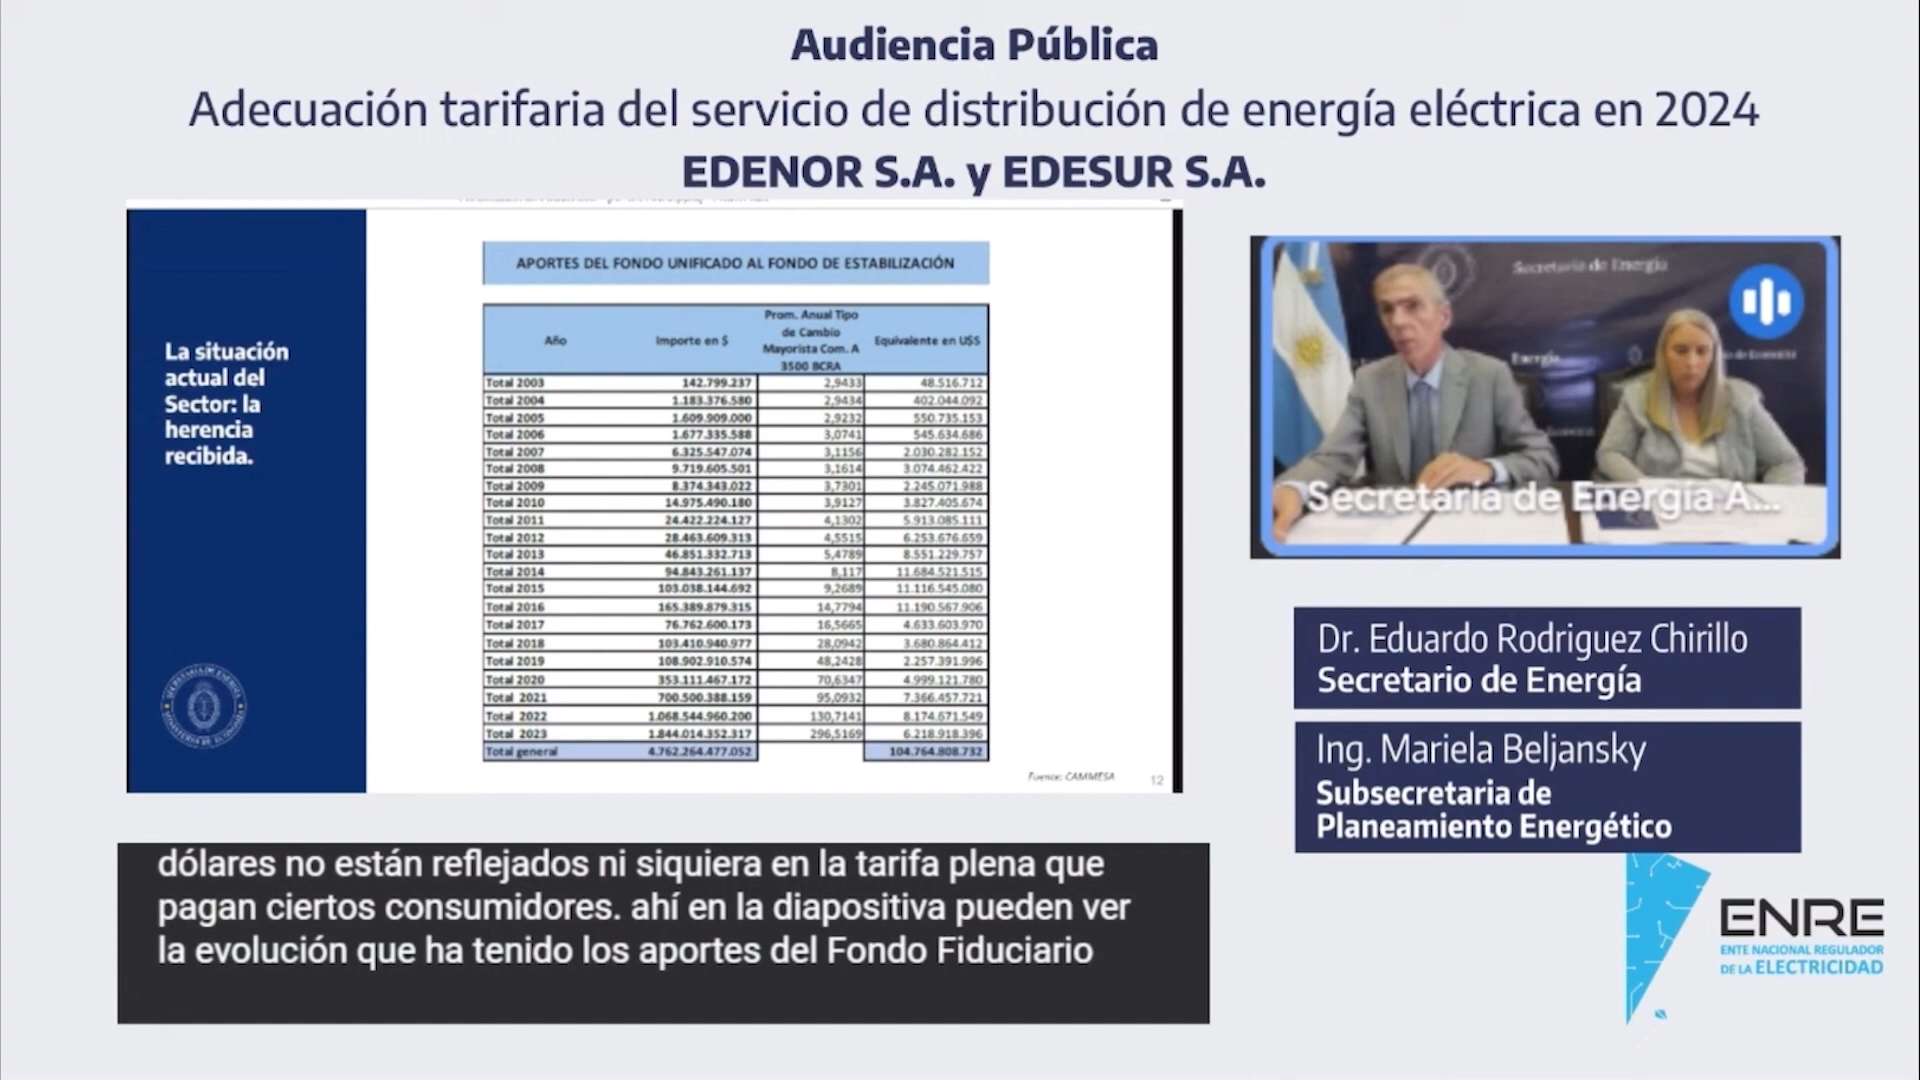 Audiencia Pública
Adecuación tarifaria del servicio de distribución de energía eléctrica en 2024
EDENOR S.A. y EDESUR S.A.
La situación
actual del
Sector: la
herencia
recibida.
APORTES DEL FONDO UNIFICADO AL FONDO DE ESTABILIZACIÓN
Año Importe en $ Prom. Anual Tipo de Cambio Mayorista Com. A 3500 BCRA Equivalente en U$S
Total 2003 142.799.237 2,9433 48.516.712
Total 2004 1.183.376.580 2,9434 402.044.092
Total 2005 1.609.909.000 2,9232 550.735.153
Total 2006 1.677.335.588 3,0741 545.634.686
Total 2007 6.325.547.074 3,1156 2.030.282.152
Total 2008 9.719.605.501 3,1614 3.074.462.422
Total 2009 8.374.343.022 3,7301 2.245.071.988
Total 2010 14.975.490.180 3,9127 3.827.405.674
Total 2011 24.422.224.127 4,1302 5.913.085.111
Total 2012 28.463.609.313 4,5515 6.253.676.659
Total 2013 46.851.332.713 5,4789 8.551.229.757
Total 2014 94.843.261.137 8,117 11.684.521.515
Total 2015 103.038.144.692 9,2689 11.116.545.080
Total 2016 165.389.879.315 14,7794 11.190.567.906
Total 2017 76.762.600.173 16,5665 4.633.603.970
Total 2018 103.410.940.977 28,0942 3.680.864.412
Total 2019 108.902.910.574 48,2428 2.257.391.996
Total 2020 353.111.467.172 70,6347 4.999.121.780
Total 2021 700.500.388.159 95,0932 7.366.457.721
Total 2022 1.068.544.960.200 130,7141 8.174.671.549
Total 2023 1.844.014.352.317 296,5169 6.218.918.396
Total general 4.762.264.477.052 104.764.808.732
Fuente: CAMMESA
12
Secretaría de Energía
Energía
Secretaria de Energía A...
Dr. Eduardo Rodriguez Chirillo
Secretario de Energía
Ing. Mariela Beljansky
Subsecretaria de
Planeamiento Energético
dólares no están reflejados ni siquiera en la tarifa plena que
pagan ciertos consumidores. ahí en la diapositiva pueden ver
la evolución que ha tenido los aportes del Fondo Fiduciario
ENRE
ENTE NACIONAL REGULADOR
DE LA ELECTRICIDAD